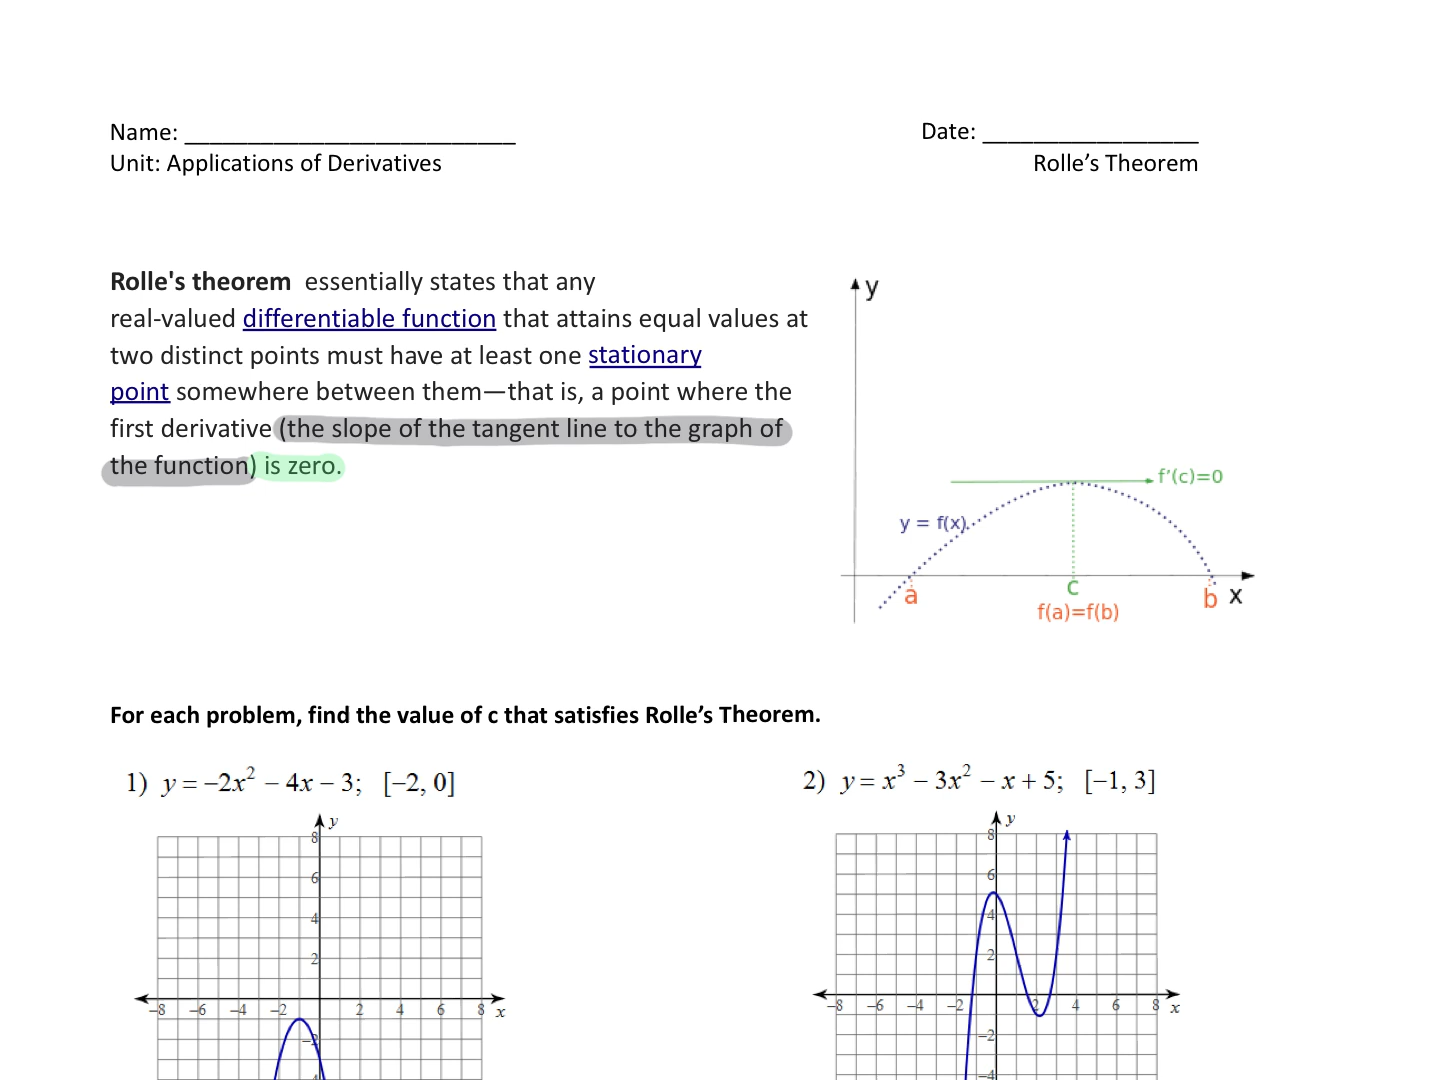 Name: __________________________ Date: _________________
Unit: Applications of Derivatives Rolle’s Theorem
Rolle's theorem essentially states that any
real-valued differentiable function that attains equal values at
two distinct points must have at least one stationary
point somewhere between them—that is, a point where the
first derivative (the slope of the tangent line to the graph of
the function) is zero.
y
f'(c)=0
y = f(x)
a c b x
f(a)=f(b)
For each problem, find the value of c that satisfies Rolle’s Theorem.
1) y = –2x² – 4x – 3; [–2, 0]
2) y = x³ – 3x² – x + 5; [–1, 3]
y
8
6
4
2
–8 –6 –4 –2 2 4 6 8 x
–2
–4
y
8
6
4
2
–8 –6 –4 –2 2 4 6 8 x
–2
–4